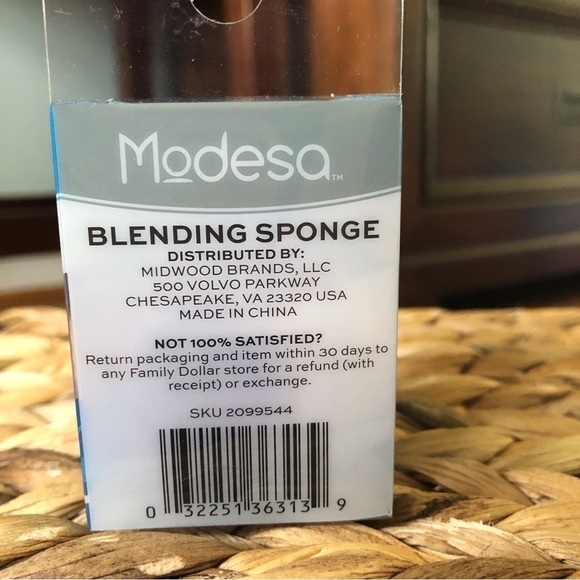 Modesa™
BLENDING SPONGE
DISTRIBUTED BY:
MIDWOOD BRANDS, LLC
500 VOLVO PARKWAY
CHESAPEAKE, VA 23320 USA
MADE IN CHINA
NOT 100% SATISFIED?
Return packaging and item within 30 days to
any Family Dollar store for a refund (with
receipt) or exchange.
SKU 2099544
0 32251 36313 9